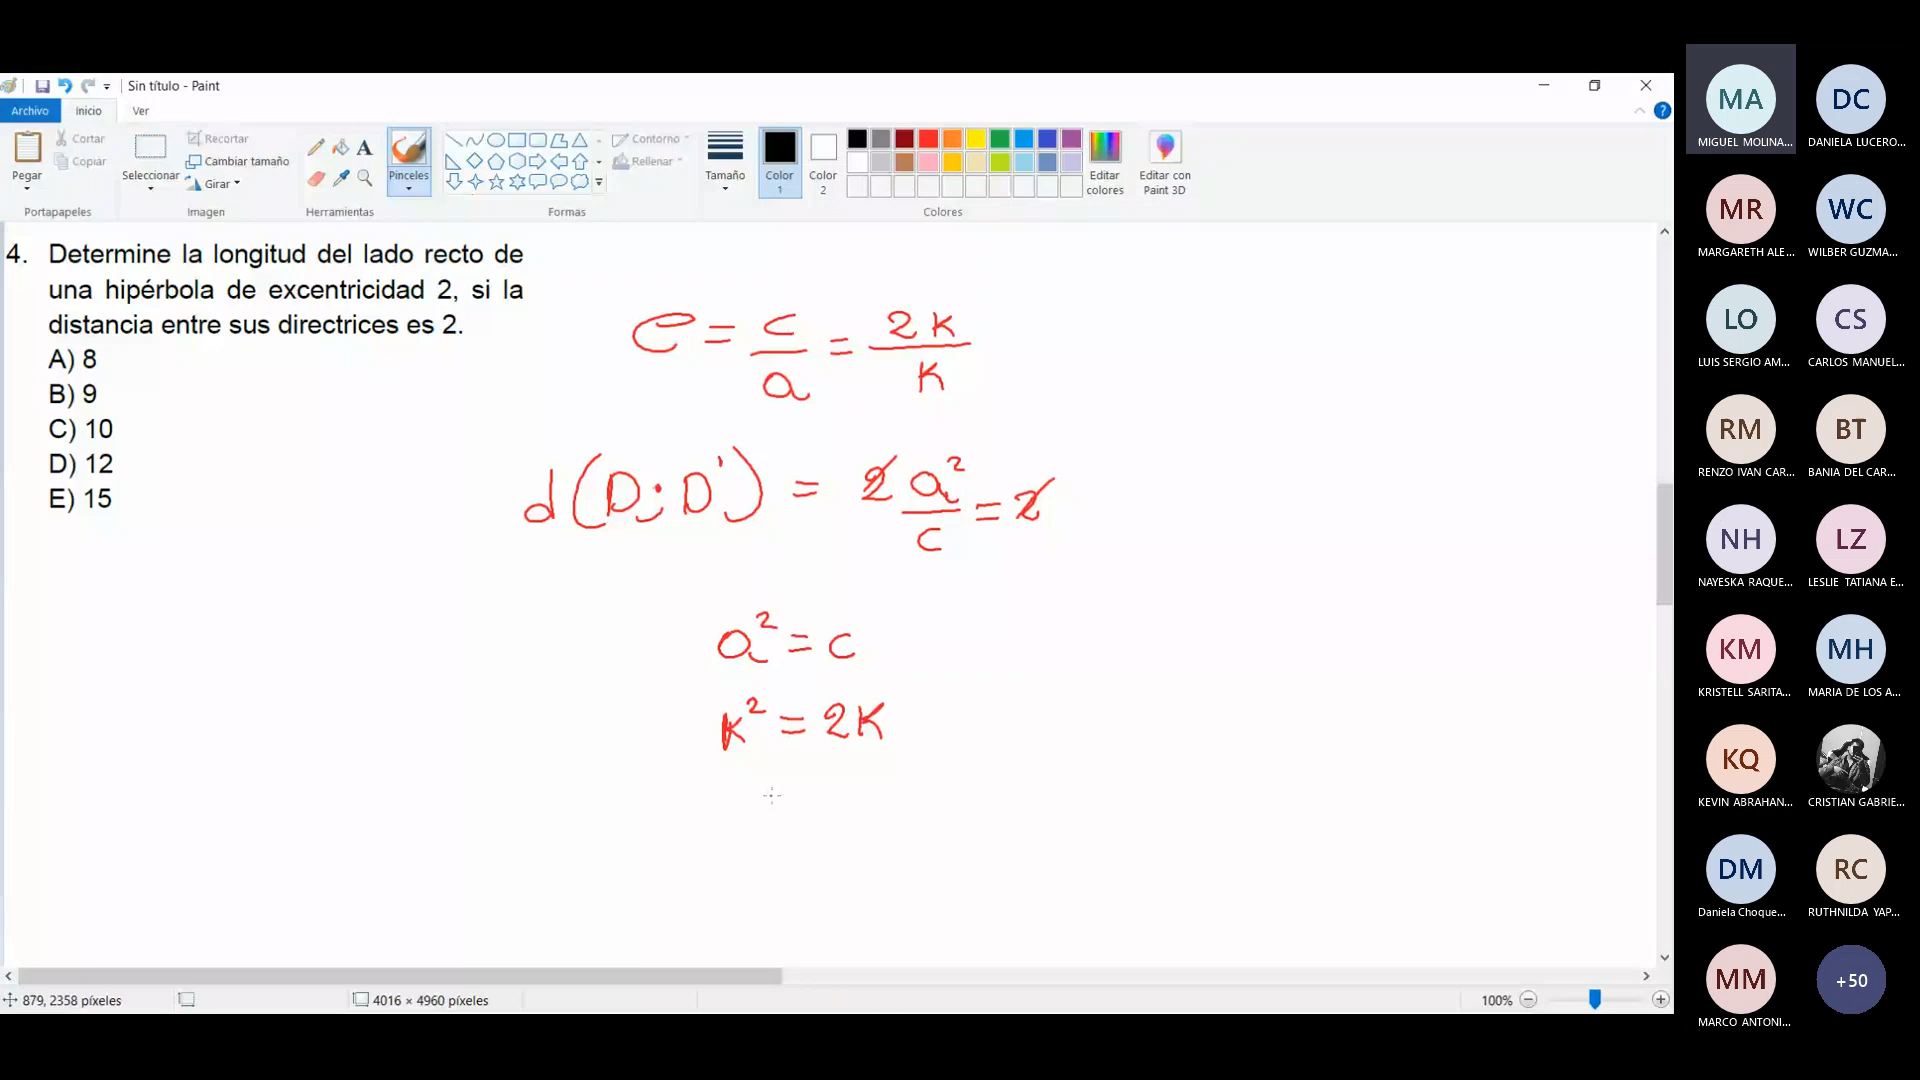 Sin título - Paint
Archivo Inicio Ver
Pegar
Cortar
Copiar
Portapapeles
Seleccionar
Recortar
Cambiar tamaño
Girar
Imagen
Herramientas
Pinceles
Formas
Contorno
Rellenar
Tamaño
Color 1
Color 2
Colores
Editar colores
Editar con Paint 3D
4. Determine la longitud del lado recto de
una hipérbola de excentricidad 2, si la
distancia entre sus directrices es 2.
A) 8
B) 9
C) 10
D) 12
E) 15
e = c/a = 2K/K
d(D;D') = 2 a²/c = 2
a² = c
K² = 2K
879, 2358 píxeles
4016 × 4960 píxeles
100%
MA
MIGUEL MOLINA...
DC
DANIELA LUCERO...
MR
MARGARETH ALE...
WC
WILBER GUZMA...
LO
LUIS SERGIO AM...
CS
CARLOS MANUEL...
RM
RENZO IVAN CAR...
BT
BANIA DEL CAR...
NH
NAYESKA RAQUE...
LZ
LESLIE TATIANA E...
KM
KRISTELL SARITA...
MH
MARIA DE LOS A...
KQ
KEVIN ABRAHAN...
CRISTIAN GABRIE...
DM
Daniela Choque...
RC
RUTHNILDA YAP...
MM
MARCO ANTONI...
+50